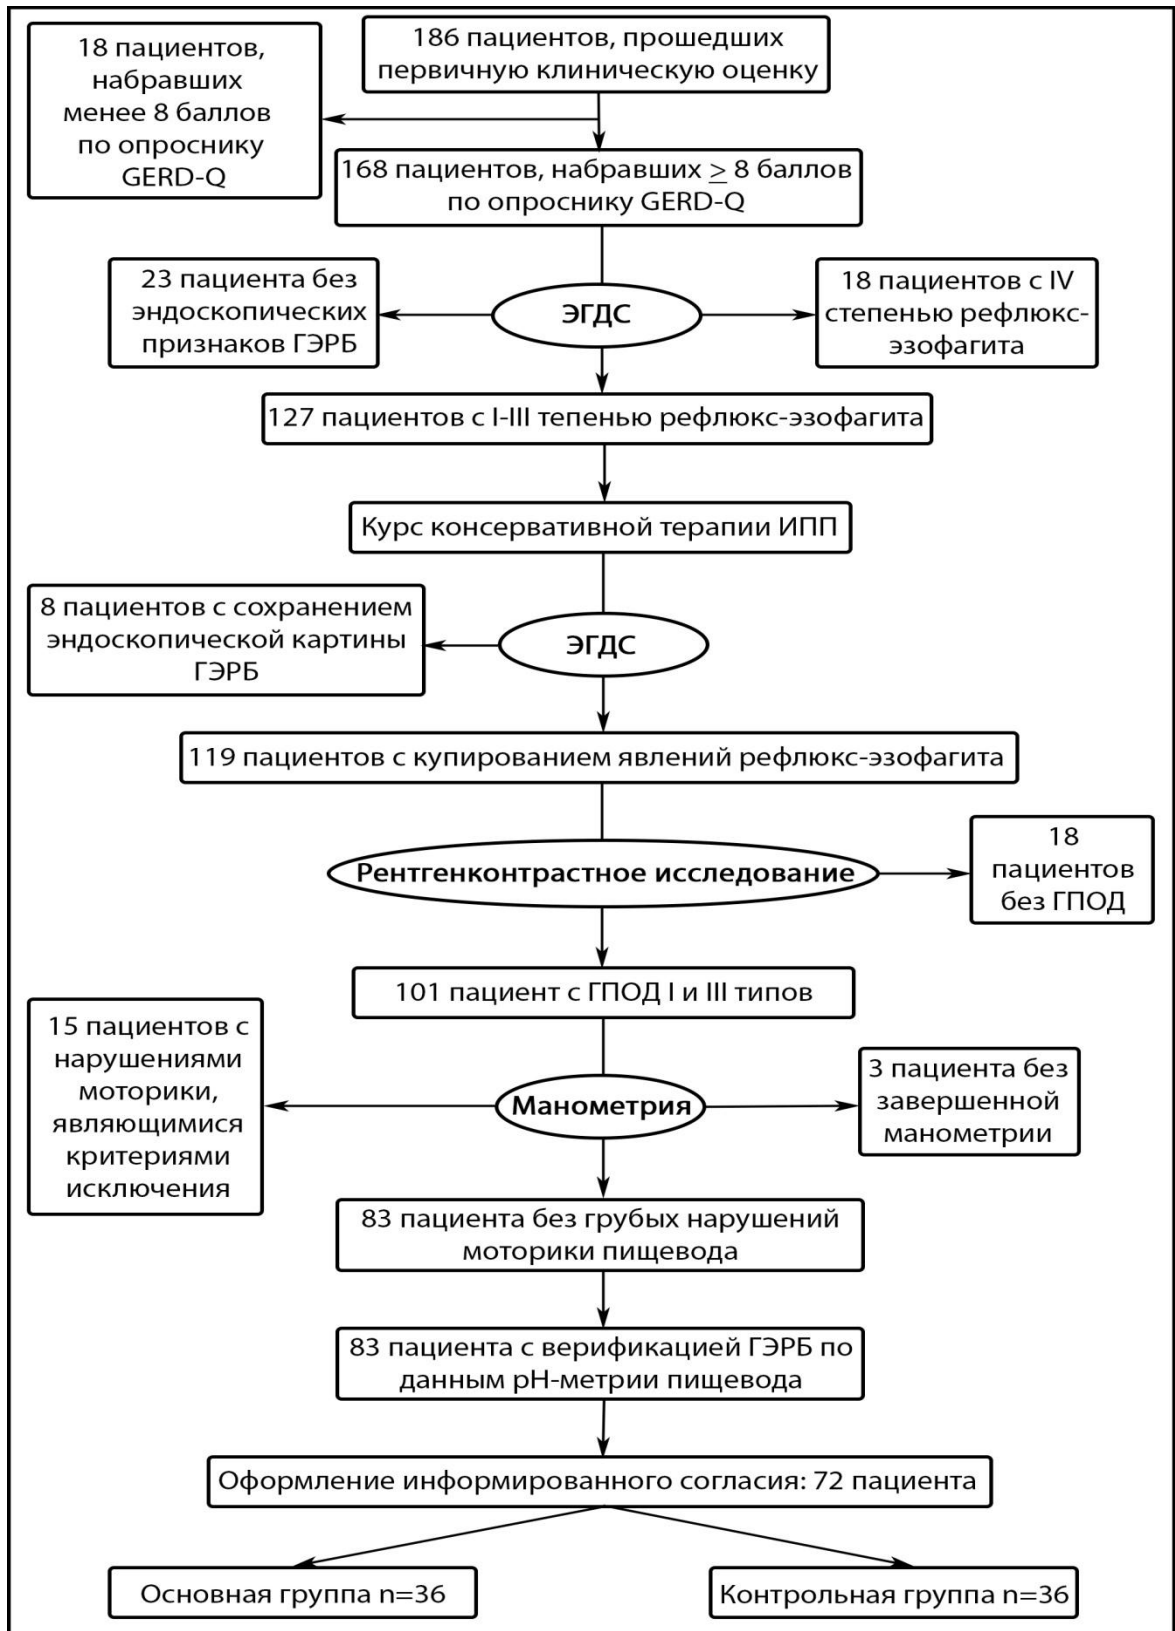 18 пациентов,
набравших
менее 8 баллов
по опроснику
GERD-Q
186 пациентов, прошедших
первичную клиническую оценку
168 пациентов, набравших ≥ 8 баллов
по опроснику GERD-Q
23 пациента без
эндоскопических
признаков ГЭРБ
ЭГДС
18 пациентов с IV
степенью рефлюкс-
эзофагита
127 пациентов с I-III тепенью рефлюкс-эзофагита
Курс консервативной терапии ИПП
8 пациентов с сохранением
эндоскопической картины
ГЭРБ
ЭГДС
119 пациентов с купированием явлений рефлюкс-эзофагита
Рентгенконтрастное исследование
18
пациентов
без ГПОД
101 пациент с ГПОД I и III типов
15 пациентов с
нарушениями
моторики,
являющимися
критериями
исключения
Манометрия
3 пациента без
завершенной
манометрии
83 пациента без грубых нарушений
моторики пищевода
83 пациента с верификацией ГЭРБ по
данным pH-метрии пищевода
Оформление информированного согласия: 72 пациента
Основная группа n=36
Контрольная группа n=36